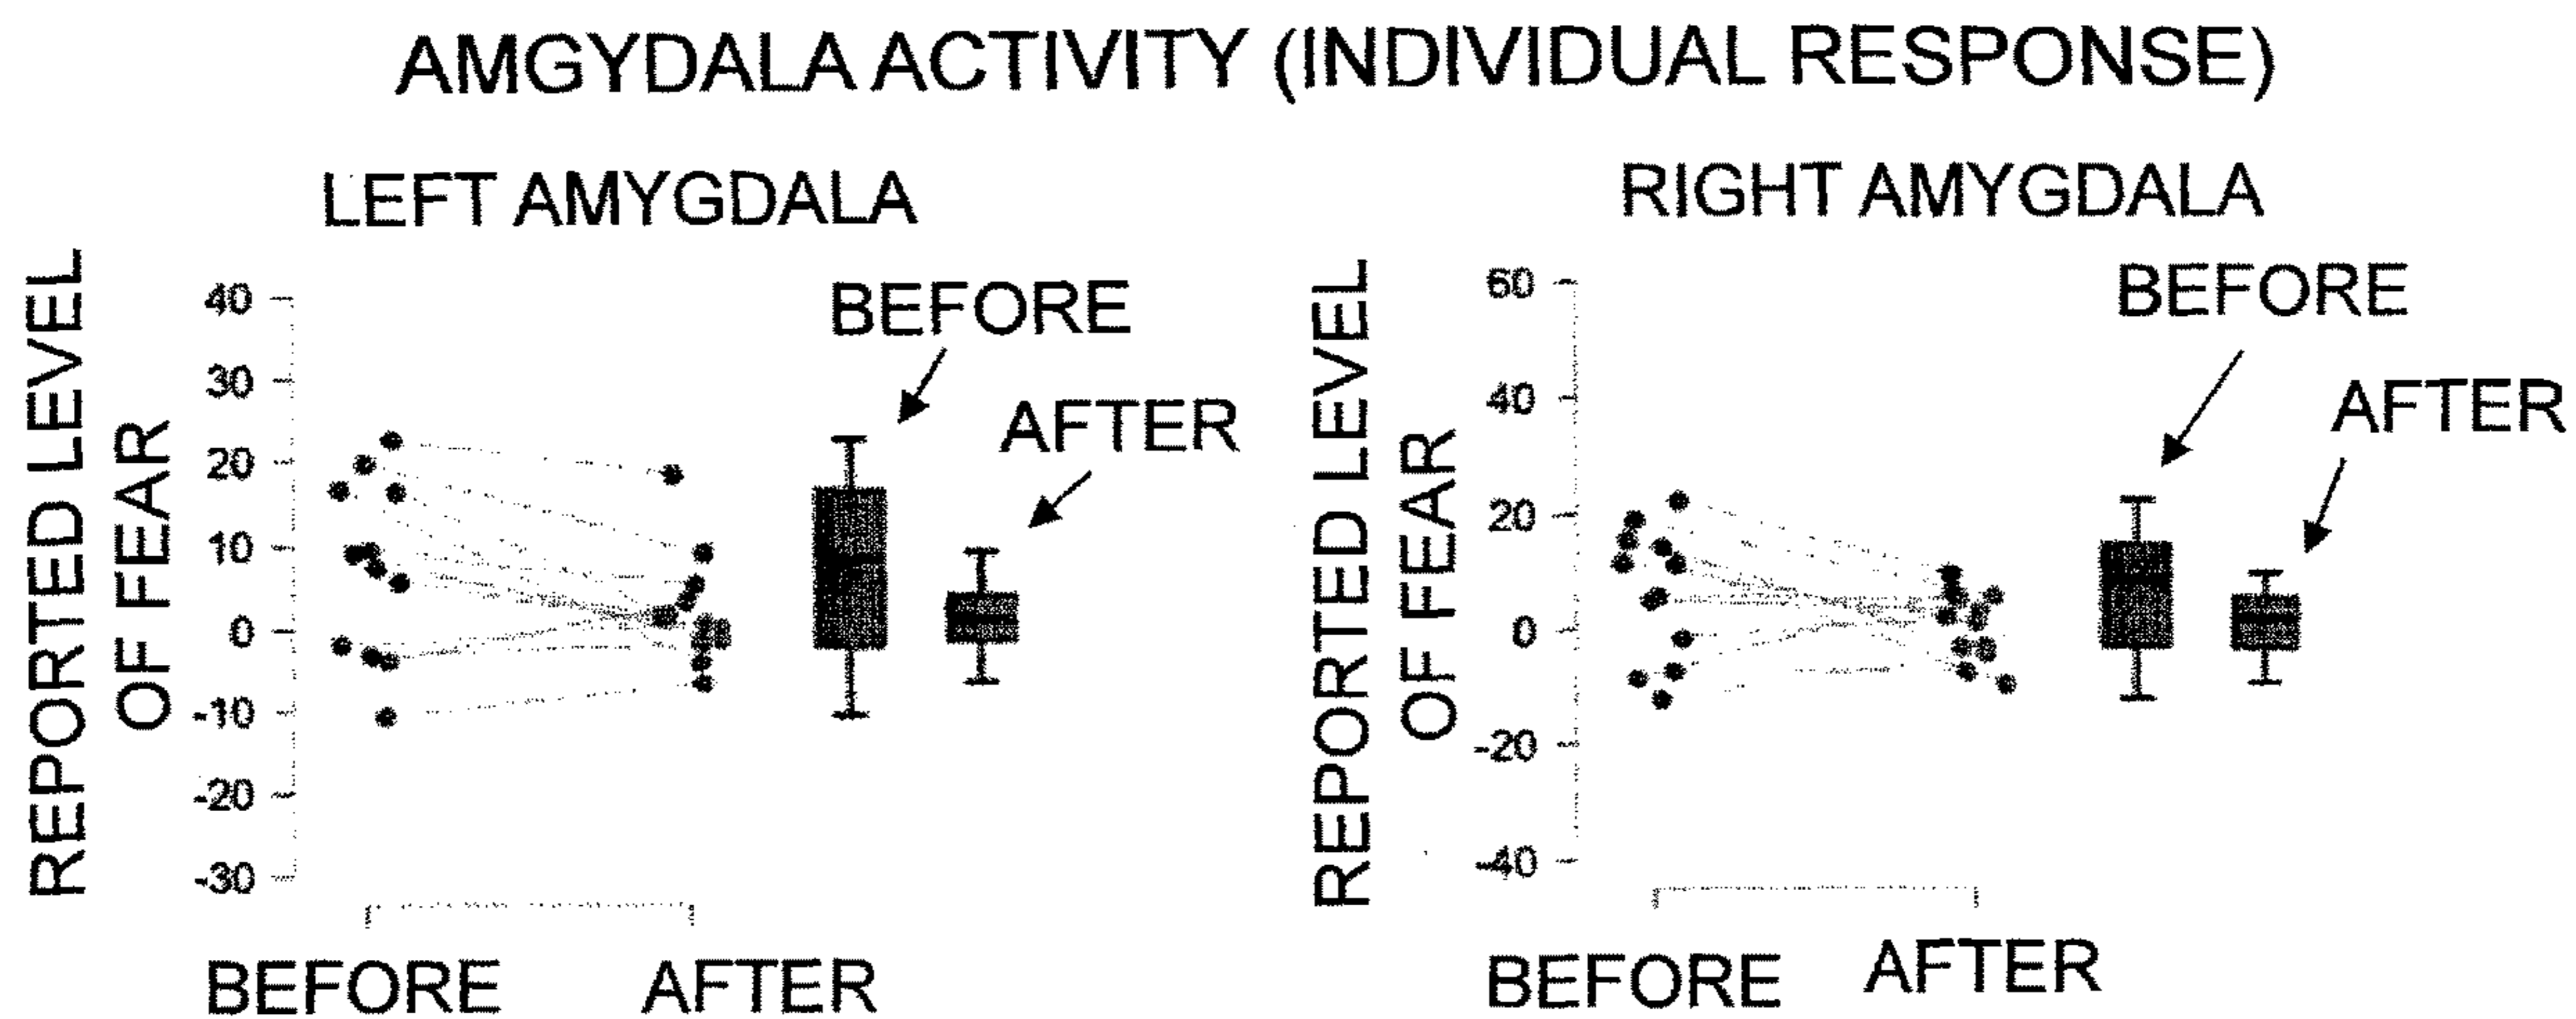 AMGYDALA ACTIVITY (INDIVIDUAL RESPONSE)
LEFT AMYGDALA
REPORTED LEVEL
OF FEAR
40
30
20
10
0
-10
-20
-30
BEFORE
AFTER
BEFORE
AFTER
RIGHT AMYGDALA
REPORTED LEVEL
OF FEAR
60
40
20
0
-20
-40
BEFORE
AFTER
BEFORE
AFTER